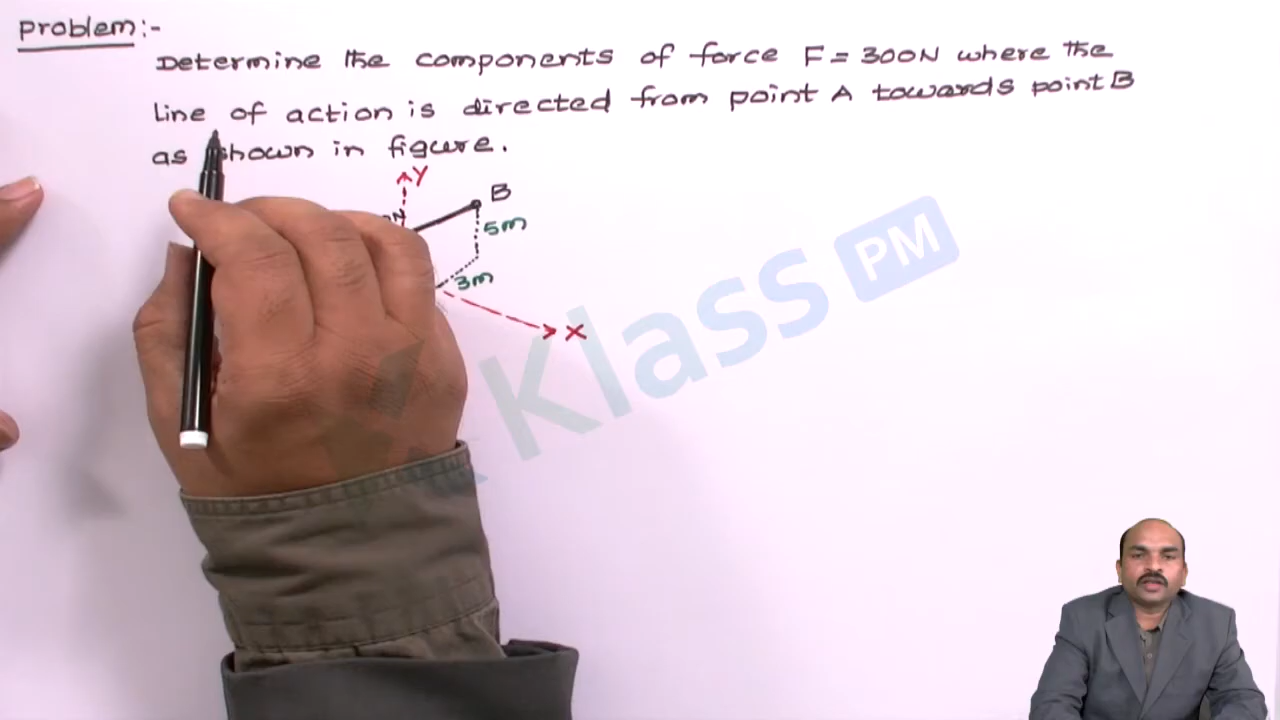 Problem:-
Determine the components of force F = 300N where the
Line of action is directed from point A towards point B
as shown in figure.
Y
B
N
5m
3m
X
Klass PM